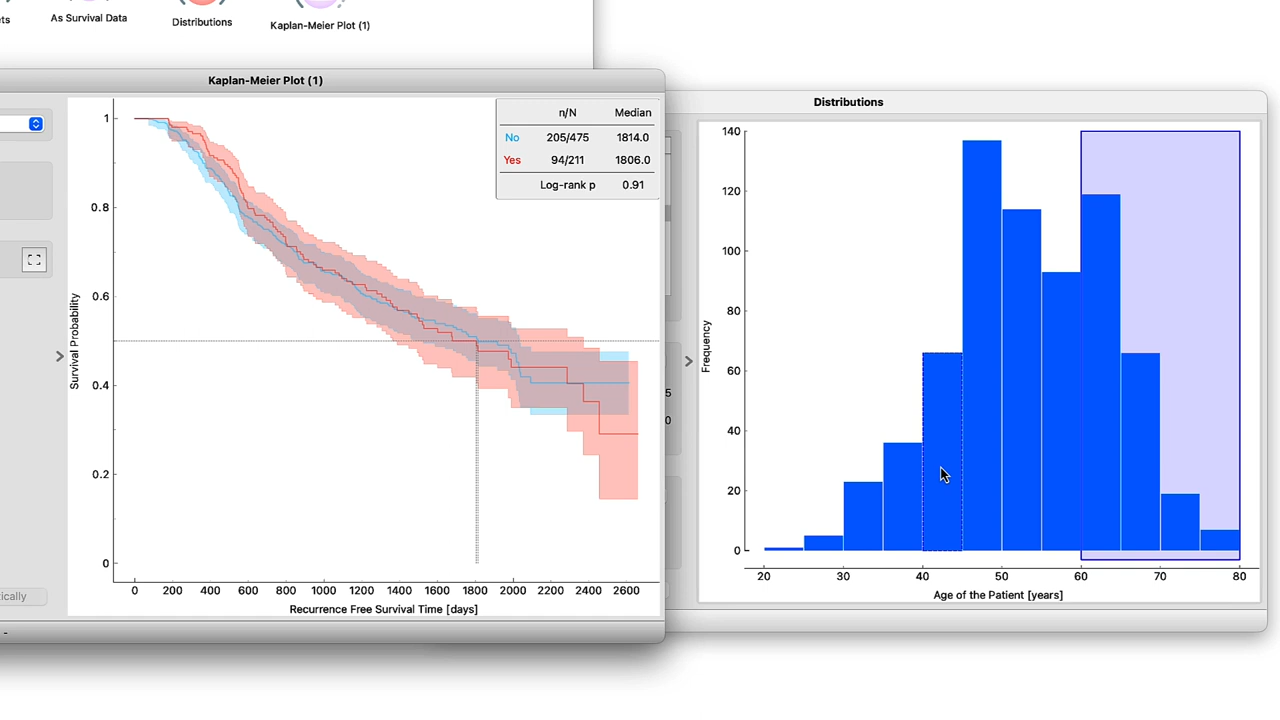 ets
As Survival Data
Distributions
Kaplan-Meier Plot (1)
Kaplan-Meier Plot (1)
n/N Median
No 205/475 1814.0
Yes 94/211 1806.0
Log-rank p 0.91
1
0.8
0.6
0.4
0.2
0
Survival Probability
0 200 400 600 800 1000 1200 1400 1600 1800 2000 2200 2400 2600
Recurrence Free Survival Time [days]
ically
-
Distributions
5
0
140
120
100
80
60
40
20
0
Frequency
20 30 40 50 60 70 80
Age of the Patient [years]